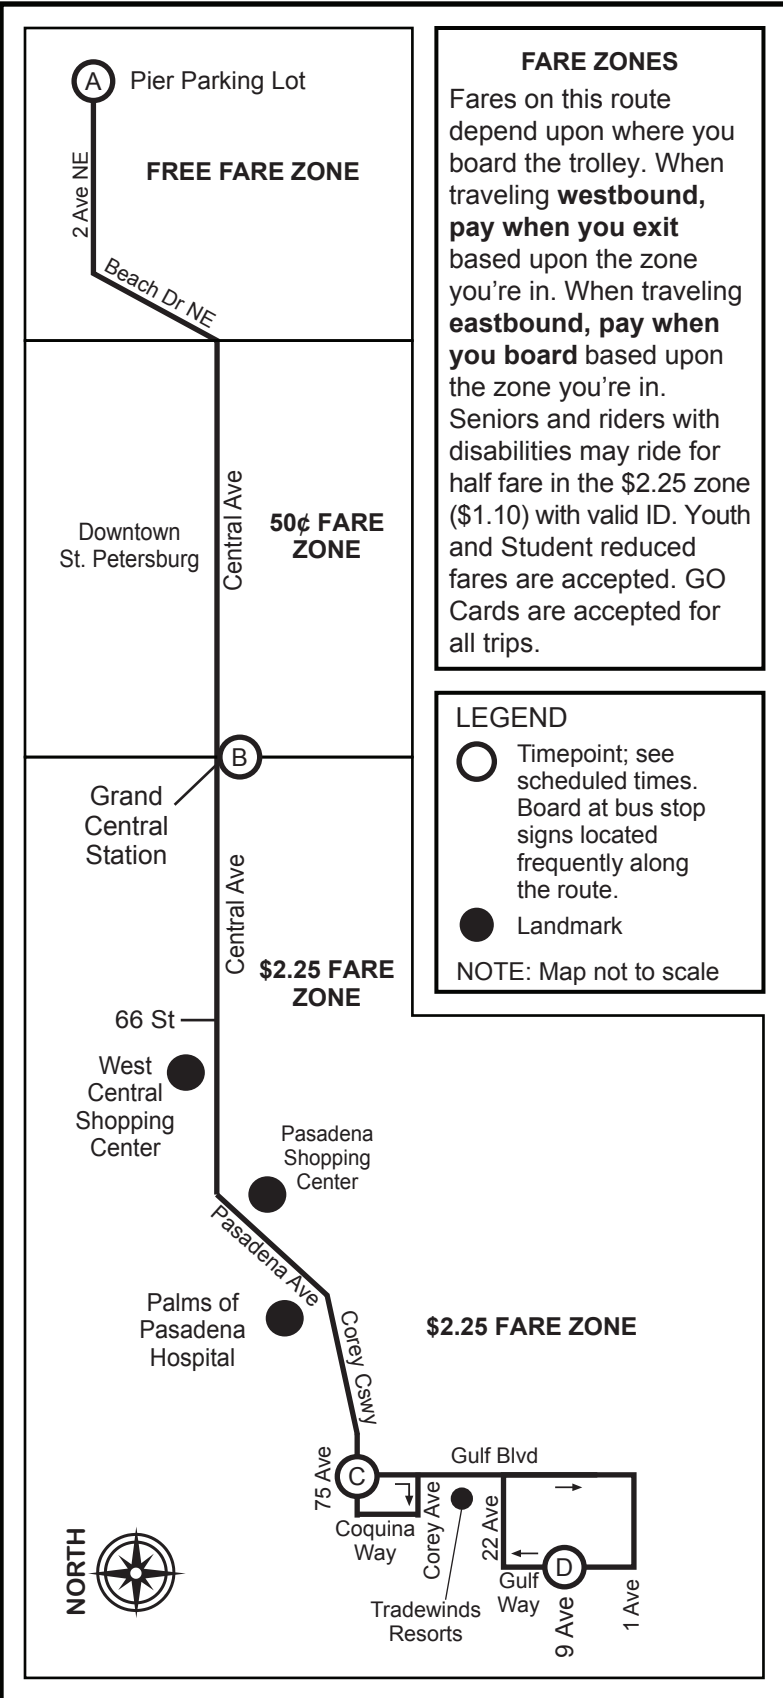 A
Pier Parking Lot
2 Ave NE
FREE FARE ZONE
Beach Dr NE
Downtown
St. Petersburg
Central Ave
50¢ FARE
ZONE
B
Grand
Central
Station
Central Ave
$2.25 FARE
ZONE
66 St
West
Central
Shopping
Center
Pasadena
Shopping
Center
Pasadena Ave
Palms of
Pasadena
Hospital
Corey Cswy
$2.25 FARE ZONE
75 Ave
C
Gulf Blvd
Coquina
Way
Corey Ave
22 Ave
Tradewinds
Resorts
Gulf
Way
D
9 Ave
1 Ave
NORTH
FARE ZONES
Fares on this route
depend upon where you
board the trolley. When
traveling westbound,
pay when you exit
based upon the zone
you’re in. When traveling
eastbound, pay when
you board based upon
the zone you’re in.
Seniors and riders with
disabilities may ride for
half fare in the $2.25 zone
($1.10) with valid ID. Youth
and Student reduced
fares are accepted. GO
Cards are accepted for
all trips.
LEGEND
Timepoint; see
scheduled times.
Board at bus stop
signs located
frequently along
the route.
Landmark
NOTE: Map not to scale